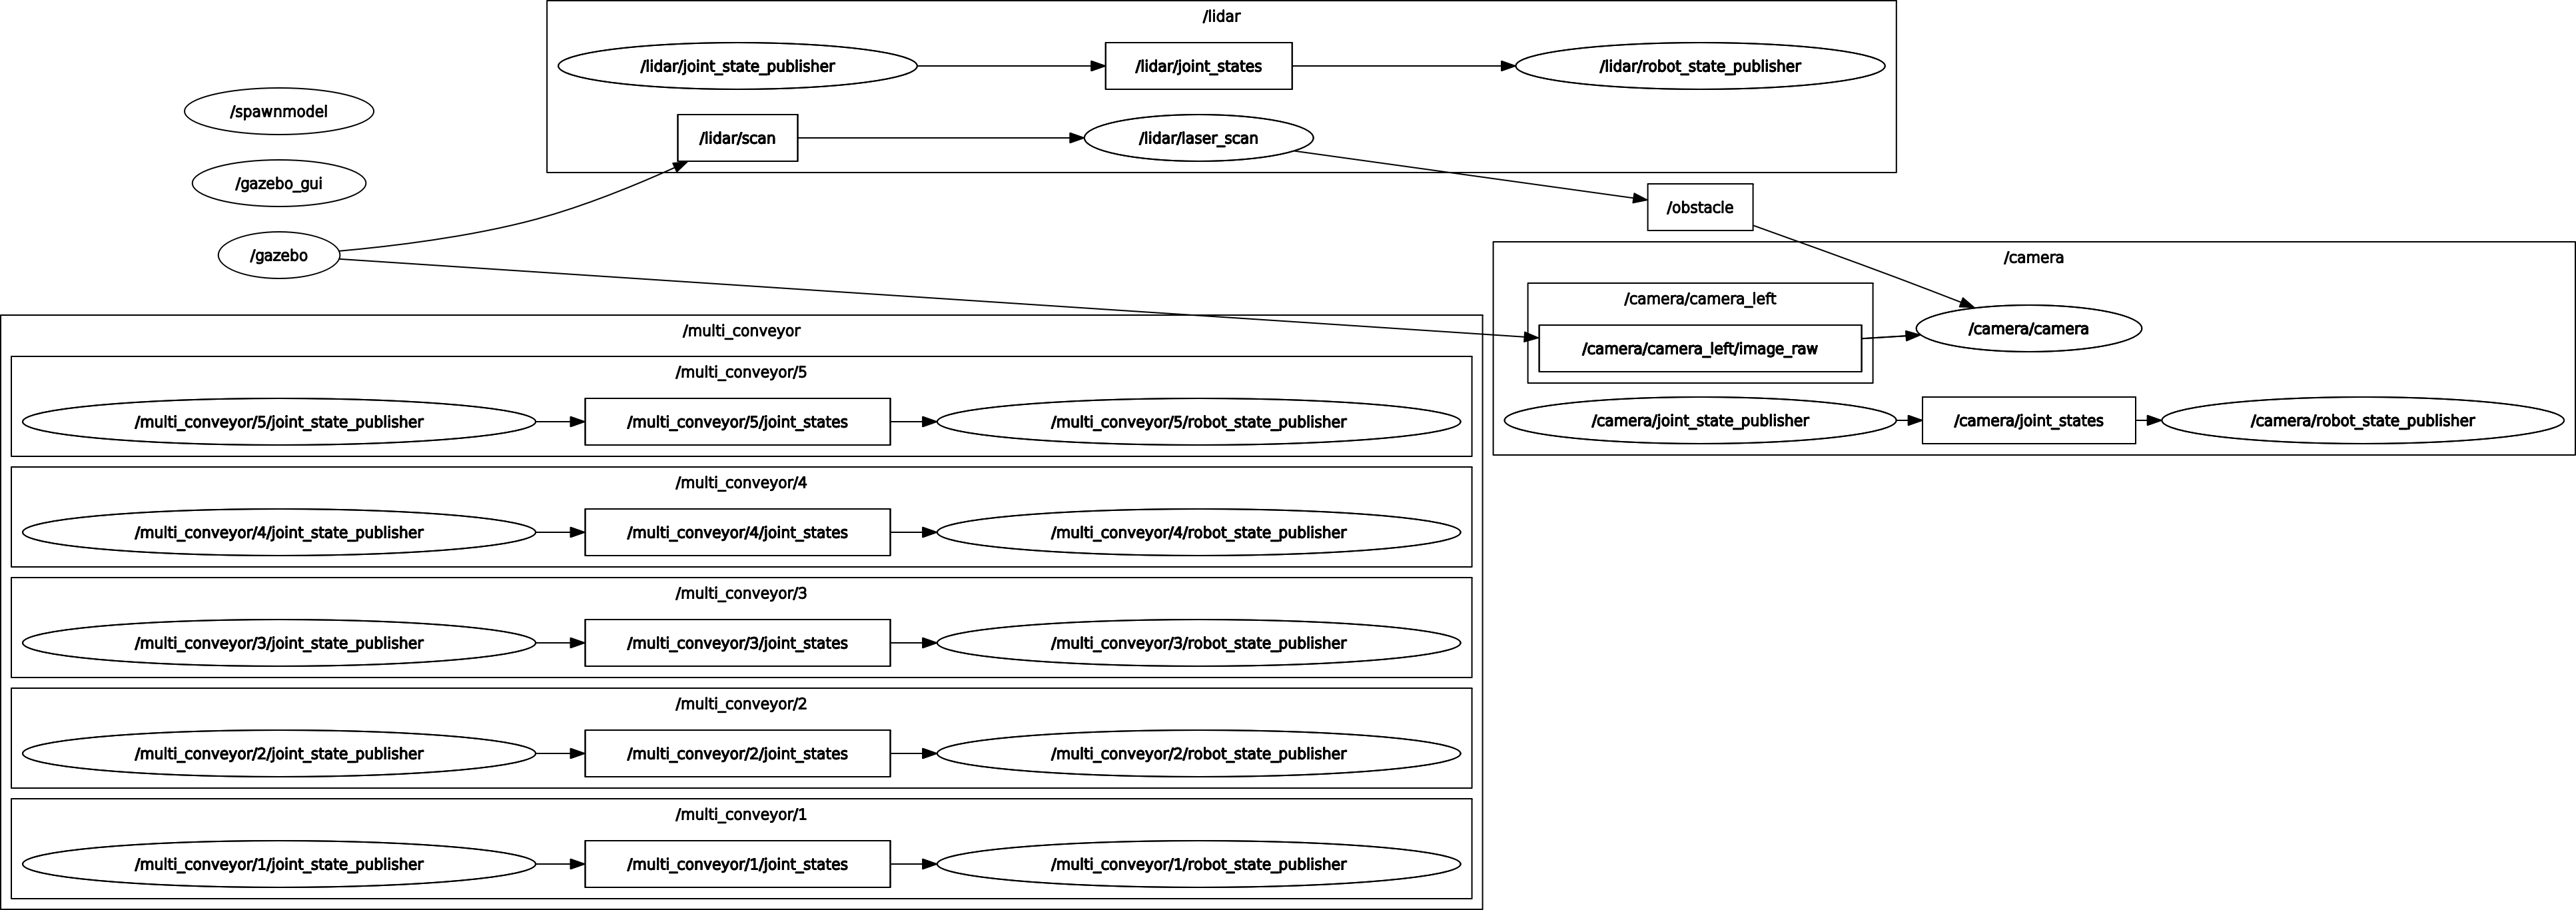 /lidar
/lidar/joint_state_publisher
/lidar/joint_states
/lidar/robot_state_publisher
/spawnmodel
/lidar/scan
/lidar/laser_scan
/gazebo_gui
/obstacle
/gazebo
/camera
/camera/camera_left
/camera/camera
/camera/camera_left/image_raw
/camera/joint_state_publisher
/camera/joint_states
/camera/robot_state_publisher
/multi_conveyor
/multi_conveyor/5
/multi_conveyor/5/joint_state_publisher
/multi_conveyor/5/joint_states
/multi_conveyor/5/robot_state_publisher
/multi_conveyor/4
/multi_conveyor/4/joint_state_publisher
/multi_conveyor/4/joint_states
/multi_conveyor/4/robot_state_publisher
/multi_conveyor/3
/multi_conveyor/3/joint_state_publisher
/multi_conveyor/3/joint_states
/multi_conveyor/3/robot_state_publisher
/multi_conveyor/2
/multi_conveyor/2/joint_state_publisher
/multi_conveyor/2/joint_states
/multi_conveyor/2/robot_state_publisher
/multi_conveyor/1
/multi_conveyor/1/joint_state_publisher
/multi_conveyor/1/joint_states
/multi_conveyor/1/robot_state_publisher